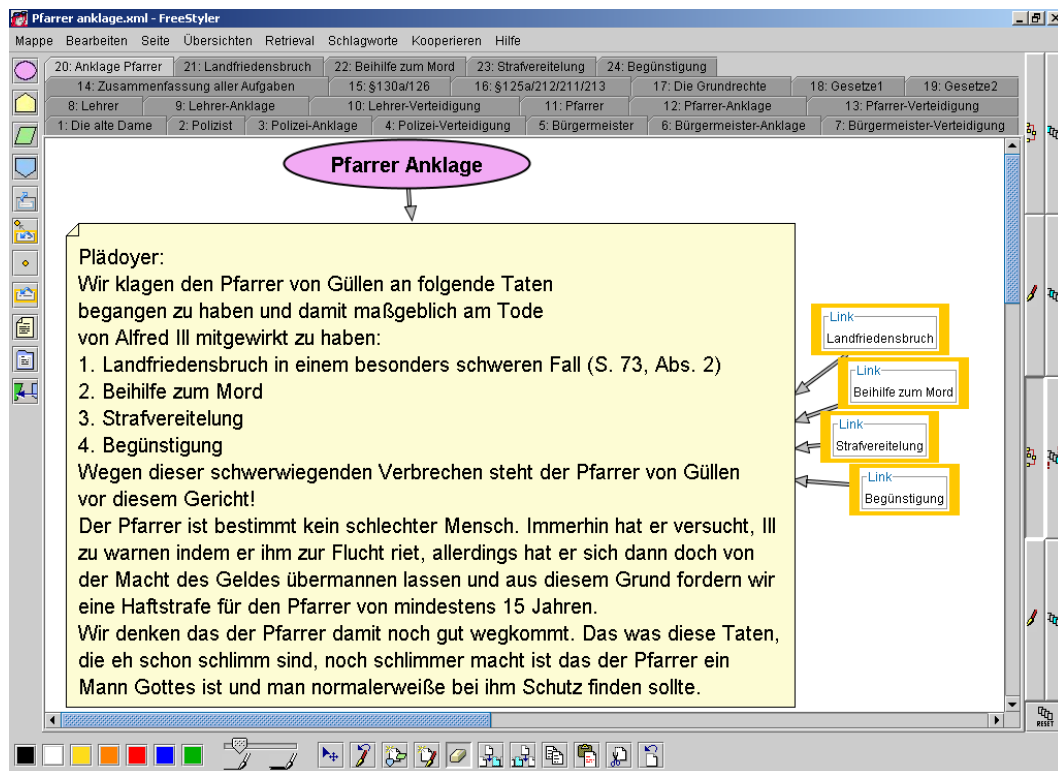 Pfarrer anklage.xml - FreeStyler
Mappe Bearbeiten Seite Übersichten Retrieval Schlagworte Kooperieren Hilfe
20: Anklage Pfarrer 21: Landfriedensbruch 22: Beihilfe zum Mord 23: Strafvereitelung 24: Begünstigung
14: Zusammenfassung aller Aufgaben 15: §130a/126 16: §125a/212/211/213 17: Die Grundrechte 18: Gesetze1 19: Gesetze2
8: Lehrer 9: Lehrer-Anklage 10: Lehrer-Verteidigung 11: Pfarrer 12: Pfarrer-Anklage 13: Pfarrer-Verteidigung
1: Die alte Dame 2: Polizist 3: Polizei-Anklage 4: Polizei-Verteidigung 5: Bürgermeister 6: Bürgermeister-Anklage 7: Bürgermeister-Verteidigung
Pfarrer Anklage
Plädoyer:
Wir klagen den Pfarrer von Güllen an folgende Taten
begangen zu haben und damit maßgeblich am Tode
von Alfred Ill mitgewirkt zu haben:
1. Landfriedensbruch in einem besonders schweren Fall (S. 73, Abs. 2)
2. Beihilfe zum Mord
3. Strafvereitelung
4. Begünstigung
Wegen dieser schwerwiegenden Verbrechen steht der Pfarrer von Güllen
vor diesem Gericht!
Der Pfarrer ist bestimmt kein schlechter Mensch. Immerhin hat er versucht, Ill
zu warnen indem er ihm zur Flucht riet, allerdings hat er sich dann doch von
der Macht des Geldes übermannen lassen und aus diesem Grund fordern wir
eine Haftstrafe für den Pfarrer von mindestens 15 Jahren.
Wir denken das der Pfarrer damit noch gut wegkommt. Das was diese Taten,
die eh schon schlimm sind, noch schlimmer macht ist das der Pfarrer ein
Mann Gottes ist und man normalerweiße bei ihm Schutz finden sollte.
Link
Landfriedensbruch
Link
Beihilfe zum Mord
Link
Strafvereitelung
Link
Begünstigung
RESET